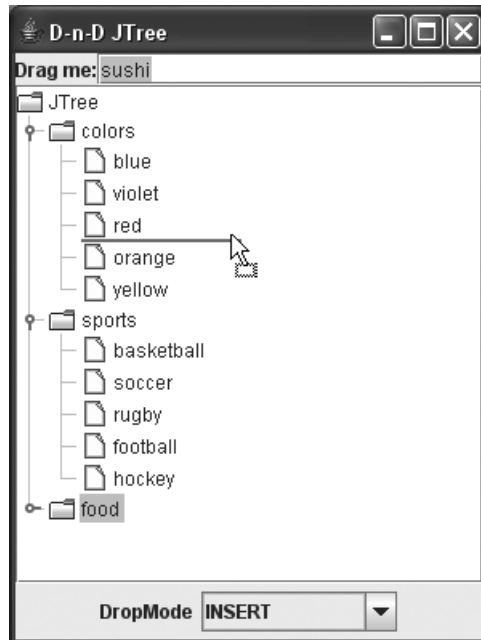 D-n-D JTree
Drag me: sushi
JTree
colors
blue
violet
red
orange
yellow
sports
basketball
soccer
rugby
football
hockey
food
DropMode INSERT